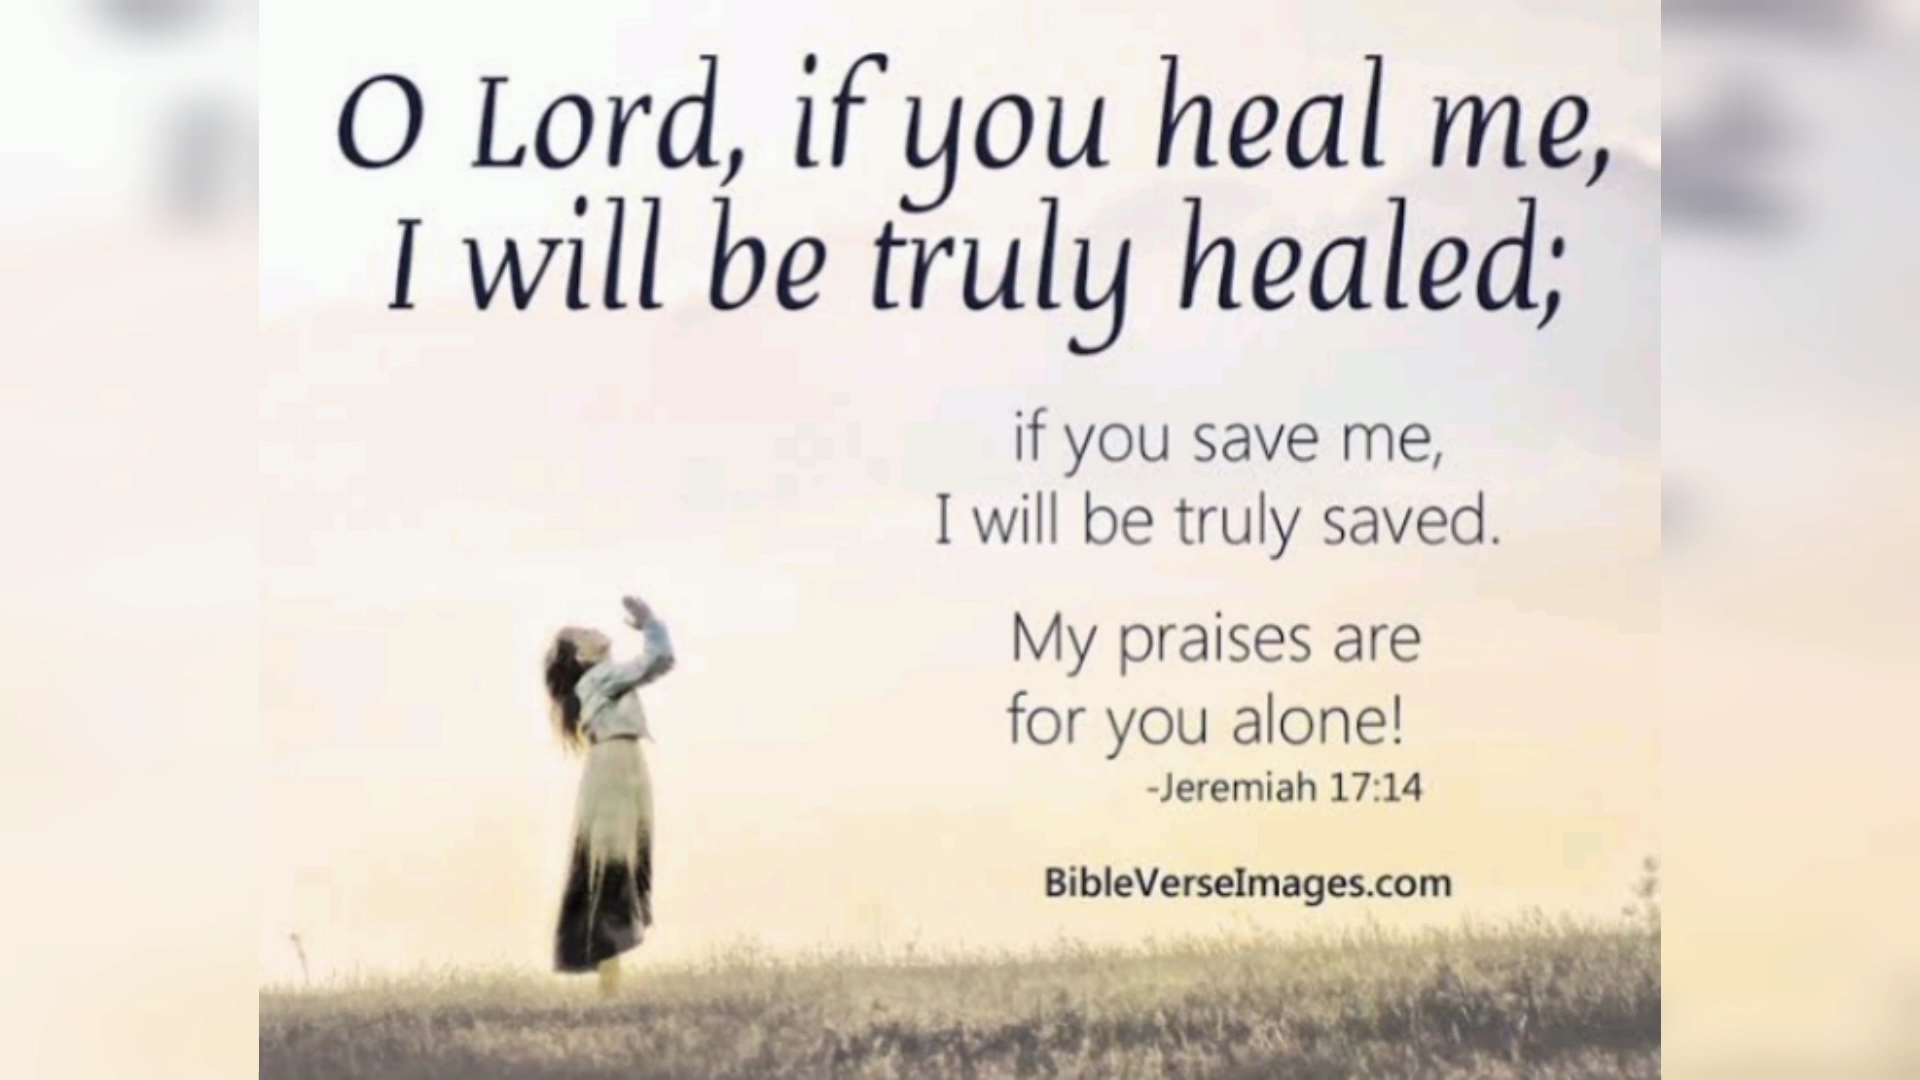 O Lord, if you heal me,
I will be truly healed;
if you save me,
I will be truly saved.
My praises are
for you alone!
-Jeremiah 17:14
BibleVerseImages.com